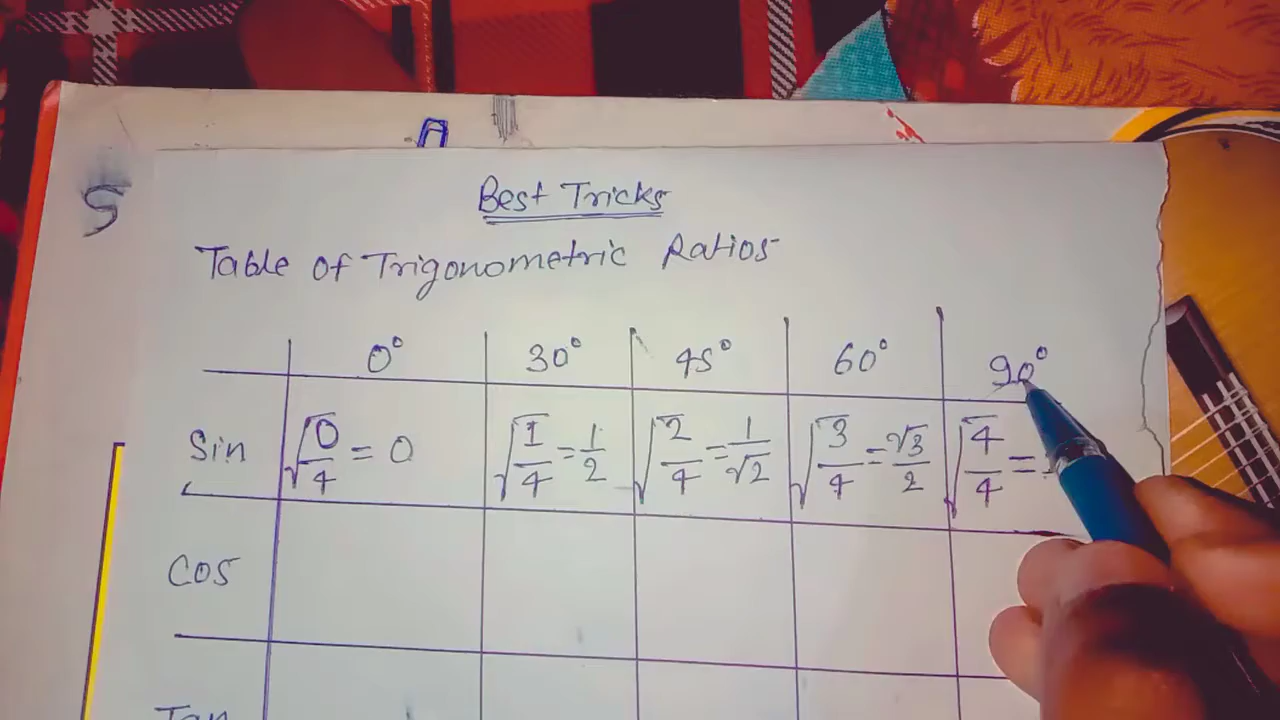 S
Best Tricks
Table of Trigonometric Ratios
0° 30° 45° 60° 90°
Sin √0/4 = 0 √1/4 = 1/2 √2/4 = 1/√2 √3/4 = √3/2 √4/4 =
Cos
Tan